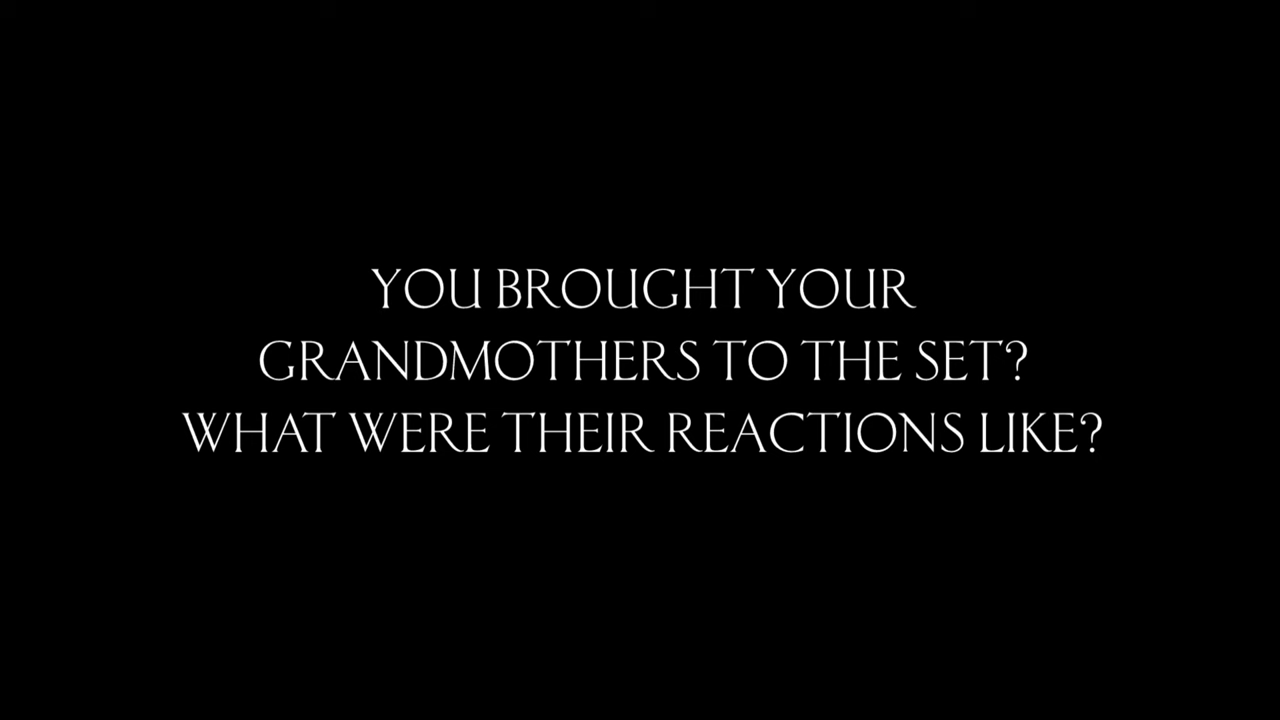 YOU BROUGHT YOUR
GRANDMOTHERS TO THE SET?
WHAT WERE THEIR REACTIONS LIKE?